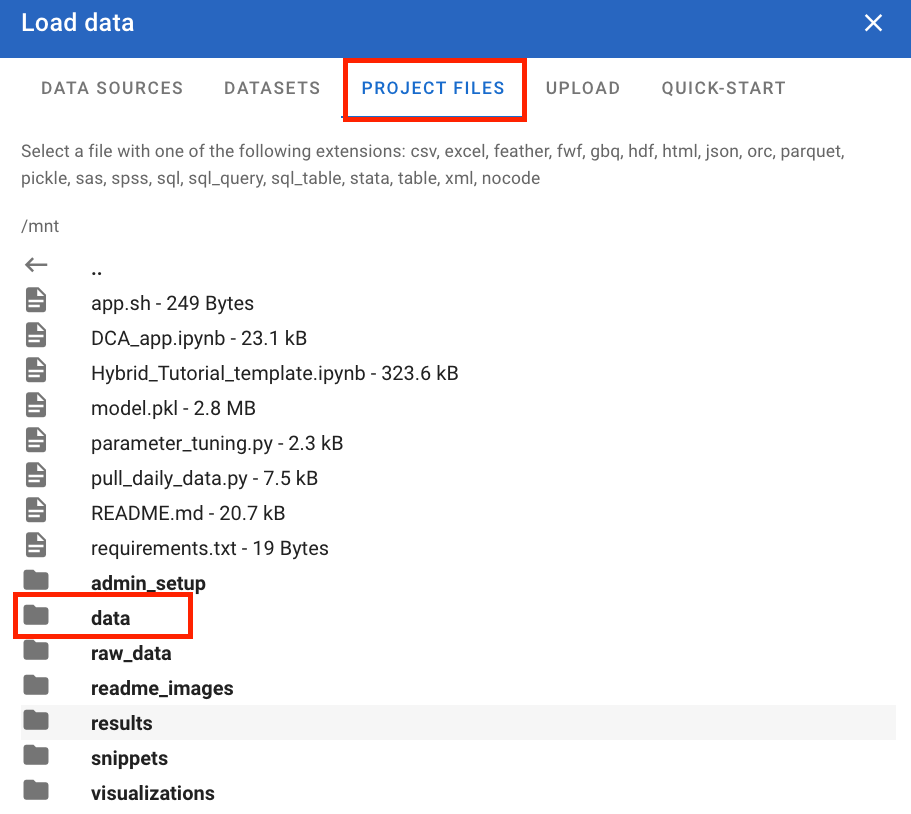 Load data
DATA SOURCES DATASETS PROJECT FILES UPLOAD QUICK-START
Select a file with one of the following extensions: csv, excel, feather, fwf, gbq, hdf, html, json, orc, parquet,
pickle, sas, spss, sql, sql_query, sql_table, stata, table, xml, nocode
/mnt
..
app.sh - 249 Bytes
DCA_app.ipynb - 23.1 kB
Hybrid_Tutorial_template.ipynb - 323.6 kB
model.pkl - 2.8 MB
parameter_tuning.py - 2.3 kB
pull_daily_data.py - 7.5 kB
README.md - 20.7 kB
requirements.txt - 19 Bytes
admin_setup
data
raw_data
readme_images
results
snippets
visualizations